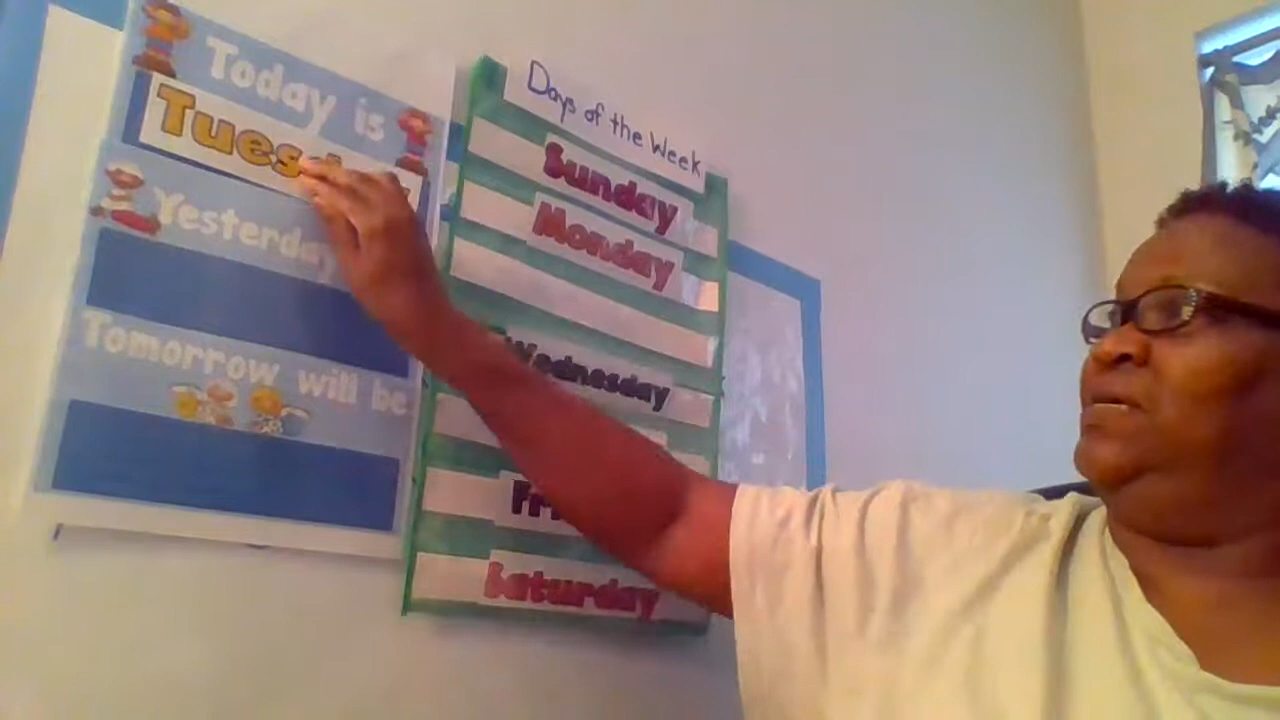 Today is
Yesterday
Tomorrow will be
Days of the Week
Sunday
Monday
Wednesday
Saturday